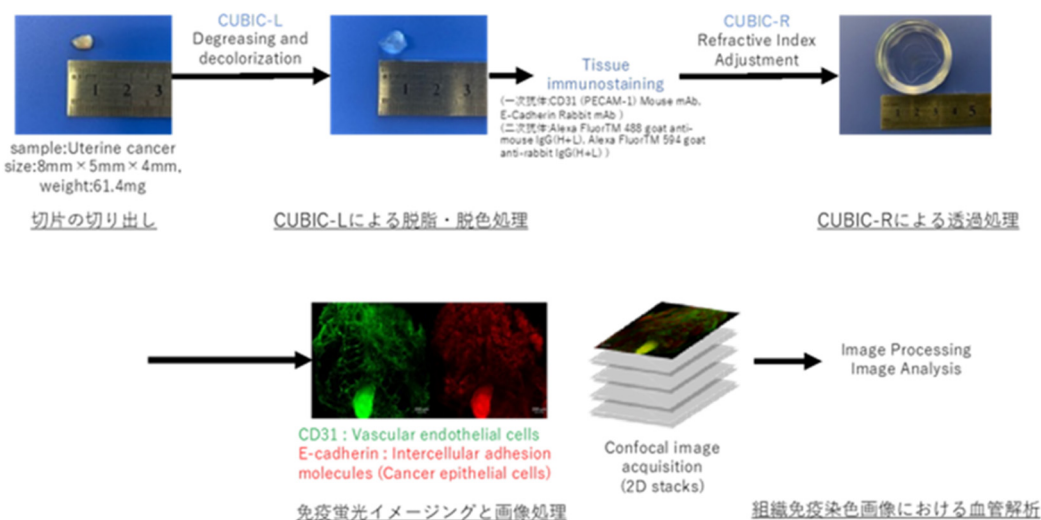 CUBIC-L
Degreasing and
decolorization
CUBIC-R
Refractive Index
Adjustment
Tissue
immunostaining
(一次抗体:CD31 (PECAM-1) Mouse mAb,
E-Cadherin Rabbit mAb )
(二次抗体:Alexa FluorTM 488 goat anti-
mouse IgG(H+L), Alexa FluorTM 594 goat
anti-rabbit IgG(H+L) )
1 2 3
1 2 3
sample:Uterine cancer
size:8mm×5mm×4mm,
weight:61.4mg
切片の切り出し
CUBIC-Lによる脱脂・脱色処理
CUBIC-Rによる透過処理
Image Processing
Image Analysis
CD31 : Vascular endothelial cells
E-cadherin : Intercellular adhesion
molecules (Cancer epithelial cells)
Confocal image
acquisition
(2D stacks)
免疫蛍光イメージングと画像処理
組織免疫染色画像における血管解析